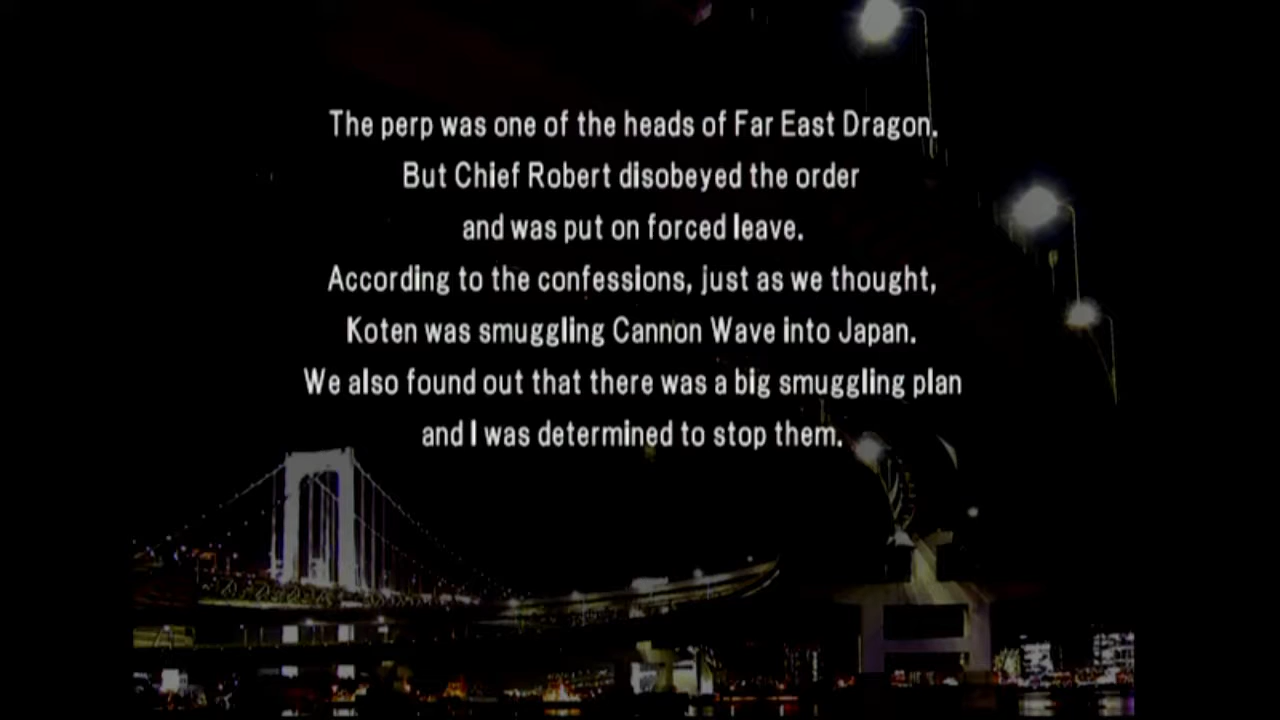 The perp was one of the heads of Far East Dragon.
But Chief Robert disobeyed the order
and was put on forced leave.
According to the confessions, just as we thought,
Koten was smuggling Cannon Wave into Japan.
We also found out that there was a big smuggling plan
and I was determined to stop them.